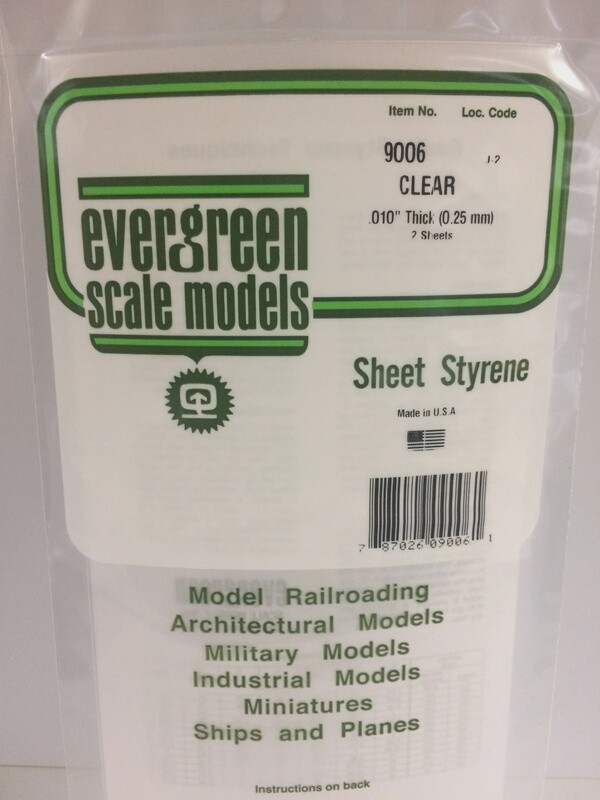 Item No. Loc. Code
9006 J-2
CLEAR
.010" Thick (0.25 mm)
2 Sheets
evergreen
scale models
Sheet Styrene
Made in U.S.A
7 87026 09006 1
Model Railroading
Architectural Models
Military Models
Industrial Models
Miniatures
Ships and Planes
Instructions on back